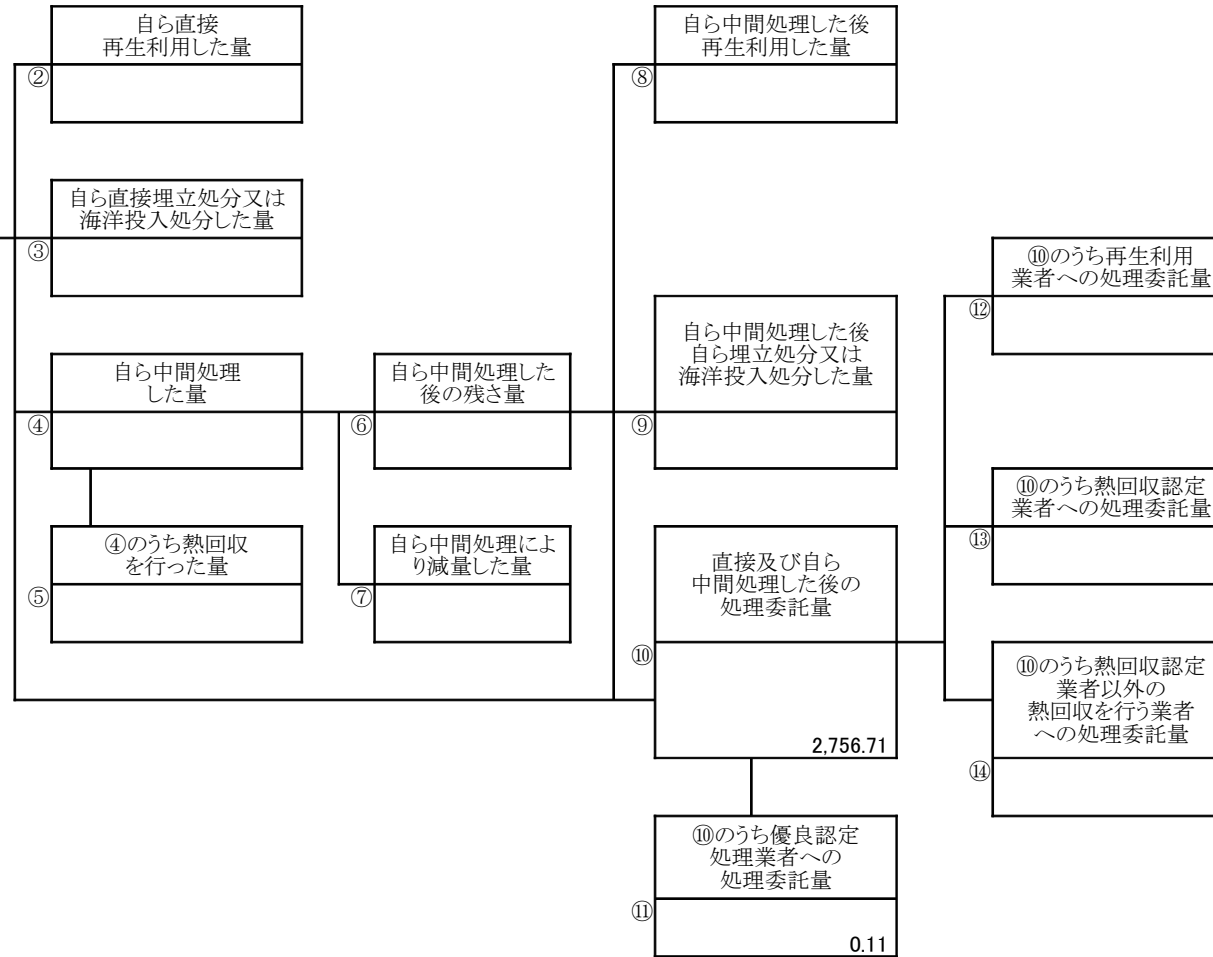 自ら直接
再生利用した量
②
自ら直接埋立処分又は
海洋投入処分した量
③
自ら中間処理
した量
④
④のうち熱回収
を行った量
⑤
自ら中間処理した
後の残さ量
⑥
自ら中間処理によ
り減量した量
⑦
自ら中間処理した後
再生利用した量
⑧
自ら中間処理した後
自ら埋立処分又は
海洋投入処分した量
⑨
直接及び自ら
中間処理した後の
処理委託量
⑩
2,756.71
⑩のうち優良認定
処理業者への
処理委託量
⑪
0.11
⑩のうち再生利用
業者への処理委託量
⑫
⑩のうち熱回収認定
業者への処理委託量
⑬
⑩のうち熱回収認定
業者以外の
熱回収を行う業者
への処理委託量
⑭